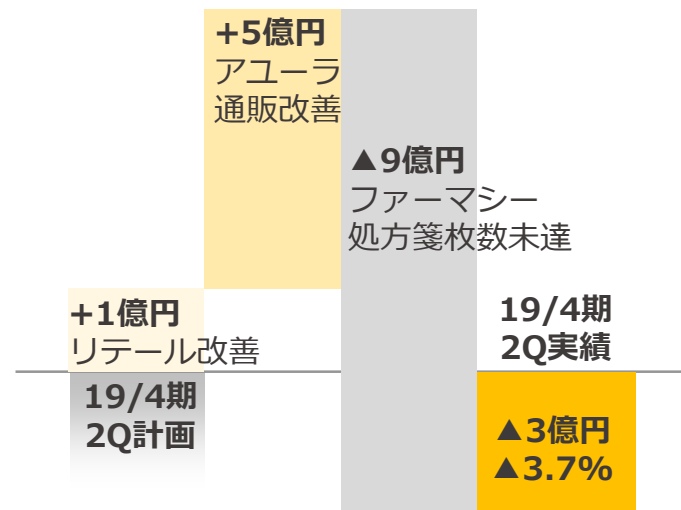 +5億円
アユーラ
通販改善
▲9億円
ファーマシー
処方箋枚数未達
+1億円
リテール改善
19/4期
2Q計画
19/4期
2Q実績
▲3億円
▲3.7%